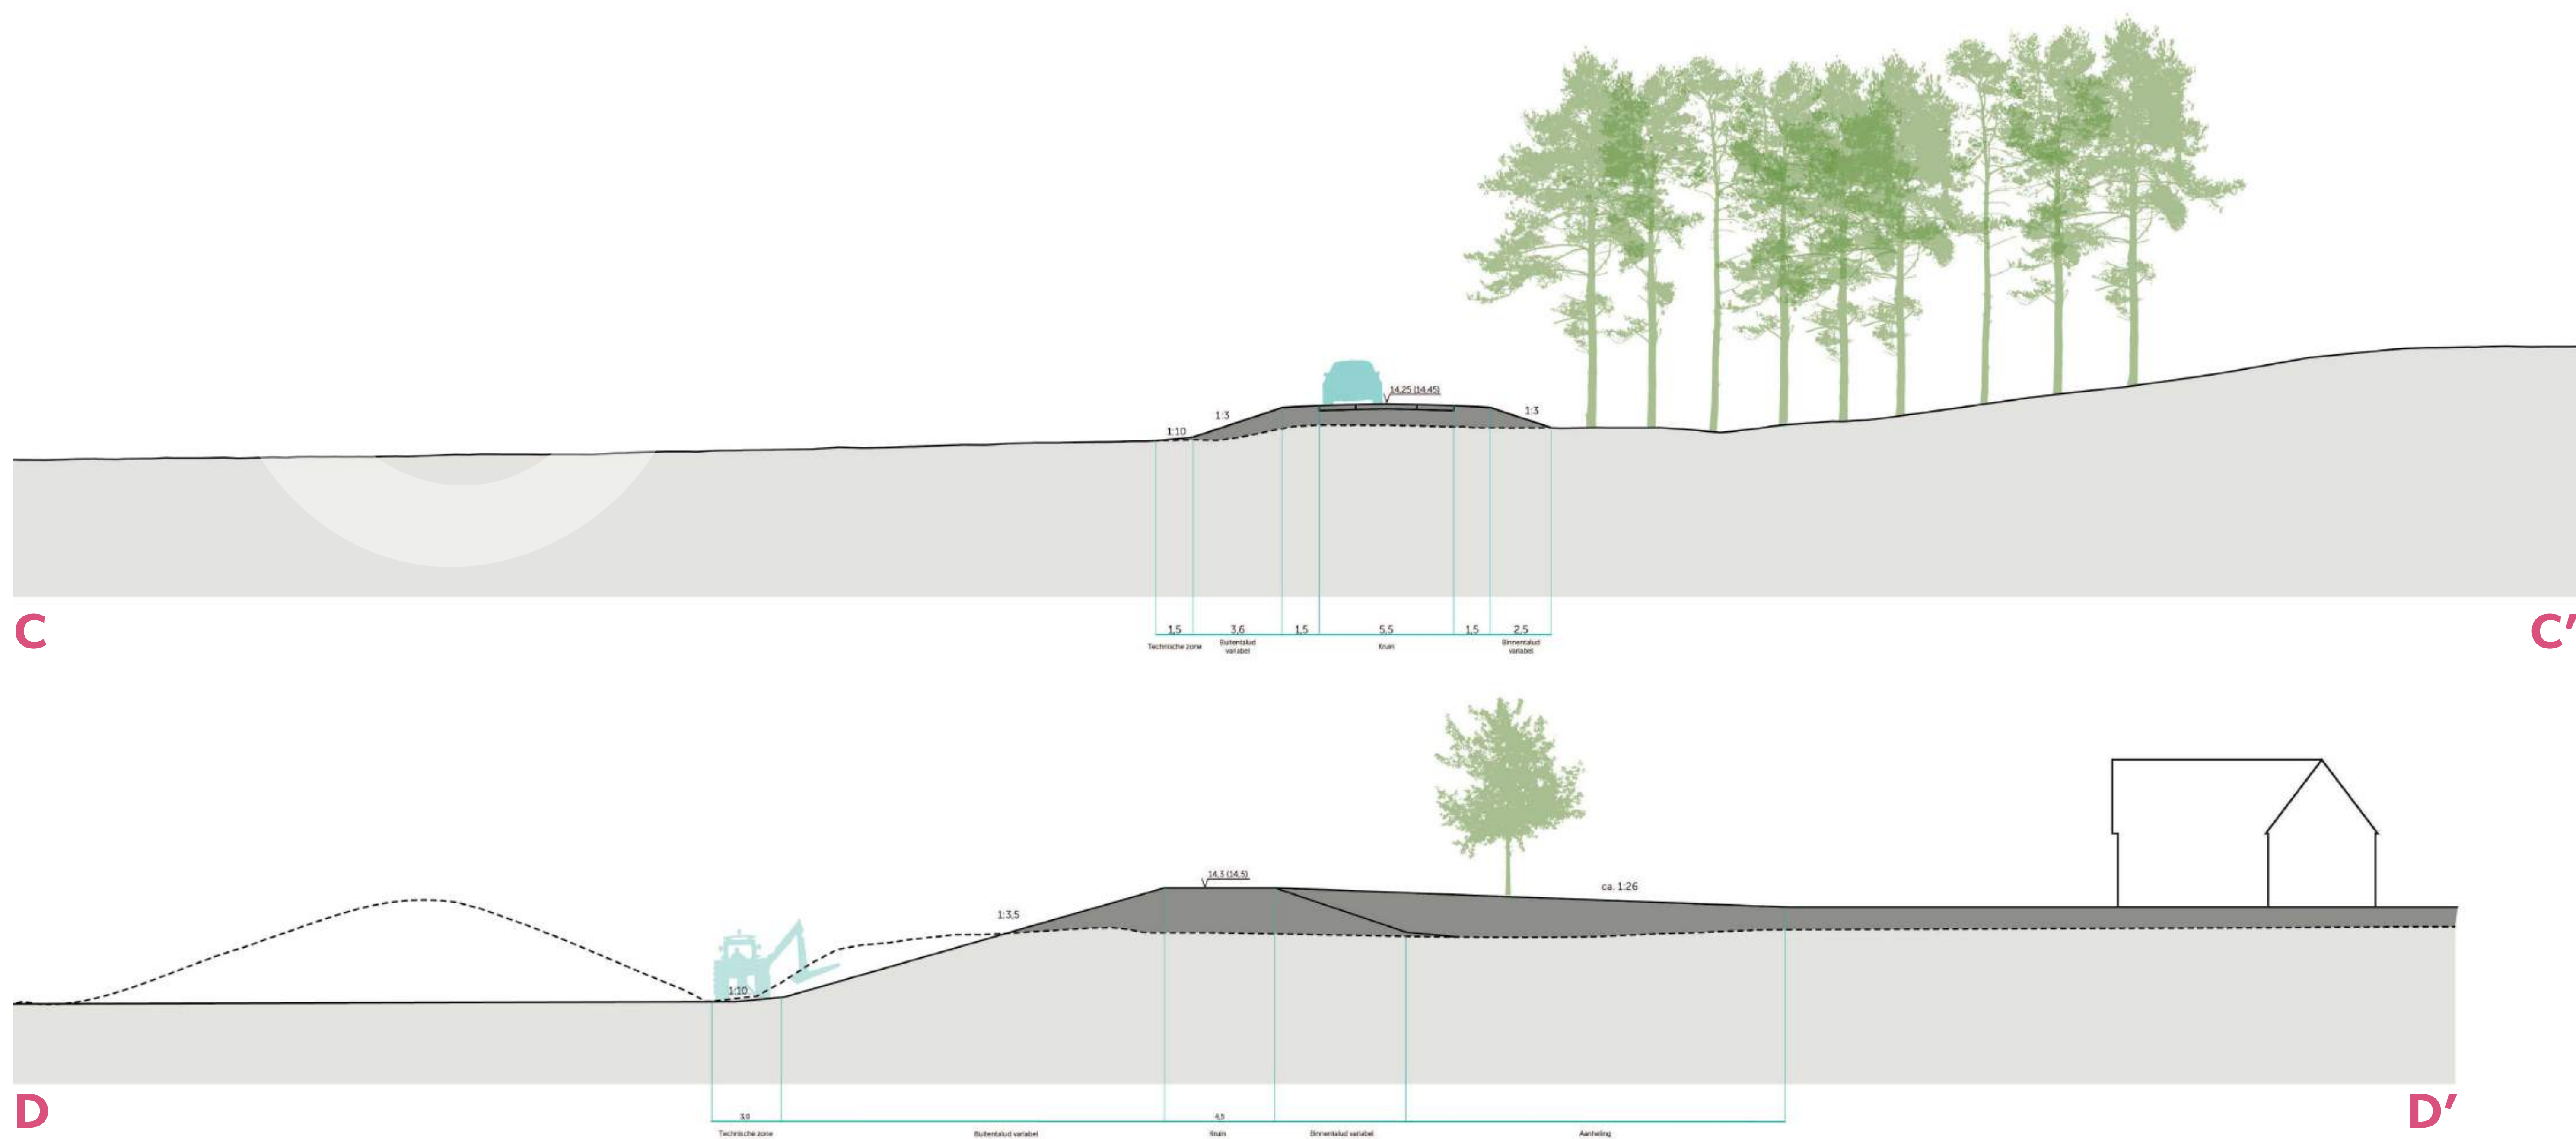 14.25 (14.45)
1:3
1:3
1:10
C
C'
1,5
3,6
1,5
5,5
1,5
2,5
Technische zone
Buitentalud
variabel
Kruin
Binnentalud
variabel
14.3 (14.5)
ca. 1:26
1:3,5
1:10
D
D'
3,0
4,5
Technische zone
Buitentalud variabel
Kruin
Binnentalud variabel
Aanheling